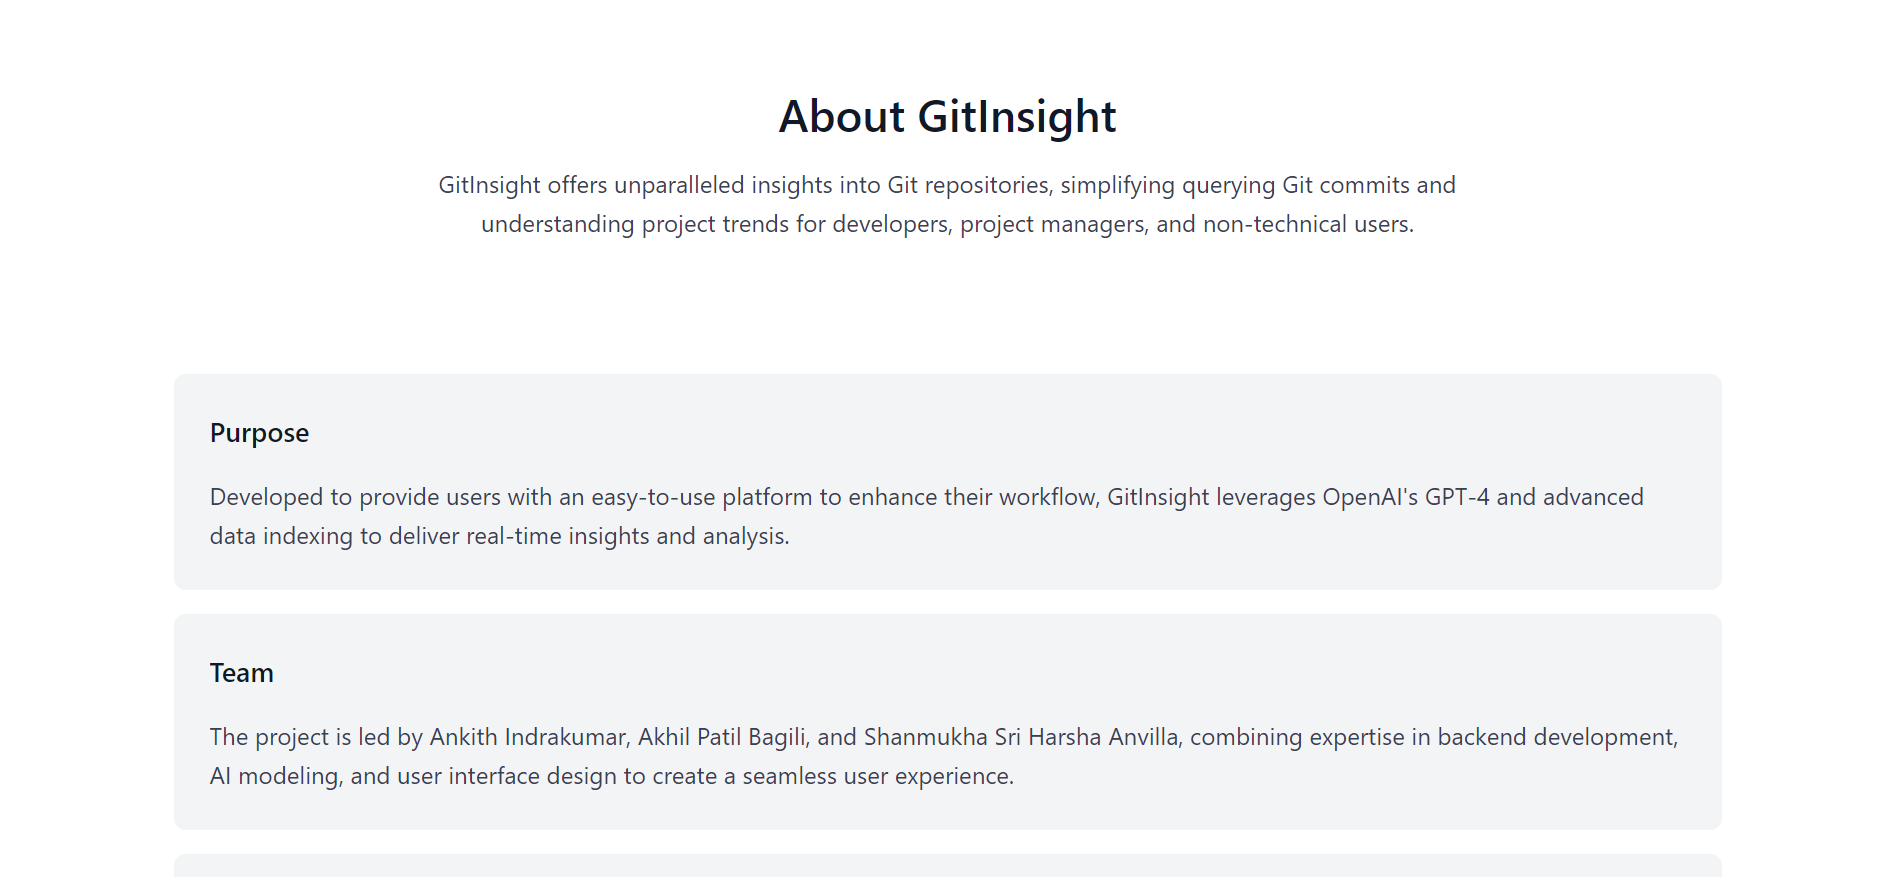 About GitInsight
GitInsight offers unparalleled insights into Git repositories, simplifying querying Git commits and
understanding project trends for developers, project managers, and non-technical users.
Purpose
Developed to provide users with an easy-to-use platform to enhance their workflow, GitInsight leverages OpenAI's GPT-4 and advanced
data indexing to deliver real-time insights and analysis.
Team
The project is led by Ankith Indrakumar, Akhil Patil Bagili, and Shanmukha Sri Harsha Anvilla, combining expertise in backend development,
AI modeling, and user interface design to create a seamless user experience.